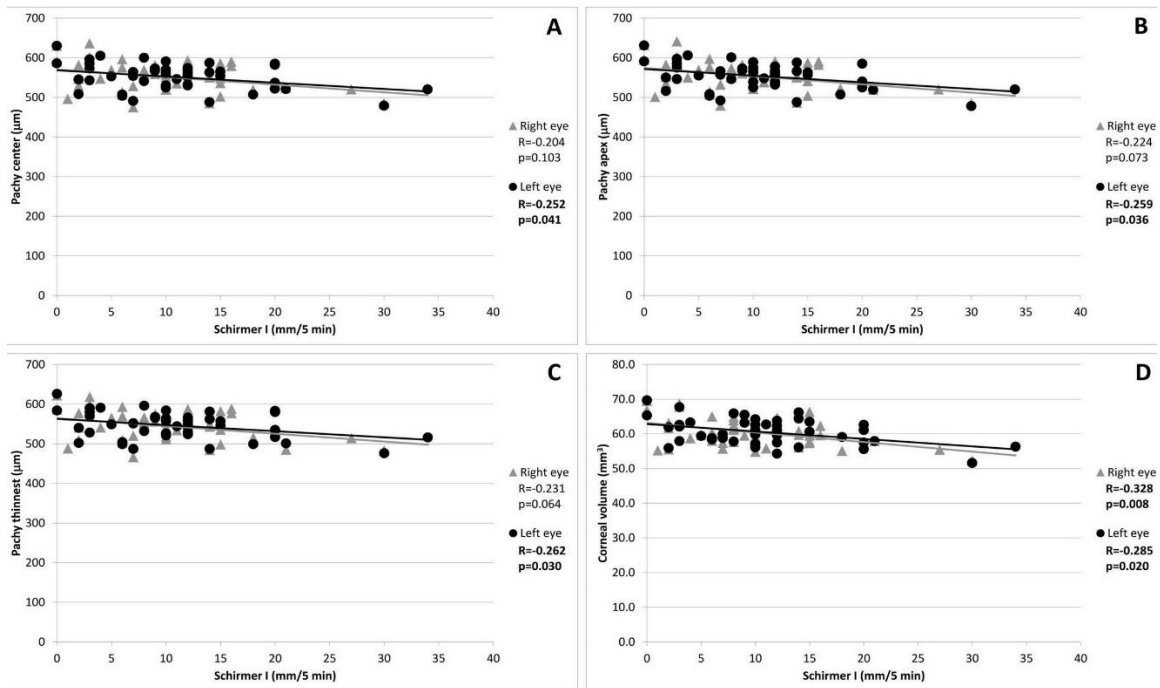 A
700
600
500
400
300
200
100
0
Pachy center (µm)
0 5 10 15 20 25 30 35 40
Schirmer I (mm/5 min)
Right eye
R=-0.204
p=0.103
Left eye
R=-0.252
p=0.041
B
700
600
500
400
300
200
100
0
Pachy apex (µm)
0 5 10 15 20 25 30 35 40
Schirmer I (mm/5 min)
Right eye
R=-0.224
p=0.073
Left eye
R=-0.259
p=0.036
C
700
600
500
400
300
200
100
0
Pachy thinnest (µm)
0 5 10 15 20 25 30 35 40
Schirmer I (mm/5 min)
Right eye
R=-0.231
p=0.064
Left eye
R=-0.262
p=0.030
D
80.0
70.0
60.0
50.0
40.0
30.0
20.0
10.0
0.0
Corneal volume (mm³)
0 5 10 15 20 25 30 35 40
Schirmer I (mm/5 min)
Right eye
R=-0.328
p=0.008
Left eye
R=-0.285
p=0.020